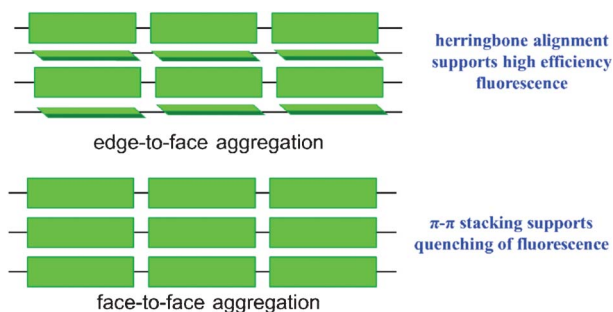 herringbone alignment
supports high efficiency
fluorescence
edge-to-face aggregation
π-π stacking supports
quenching of fluorescence
face-to-face aggregation